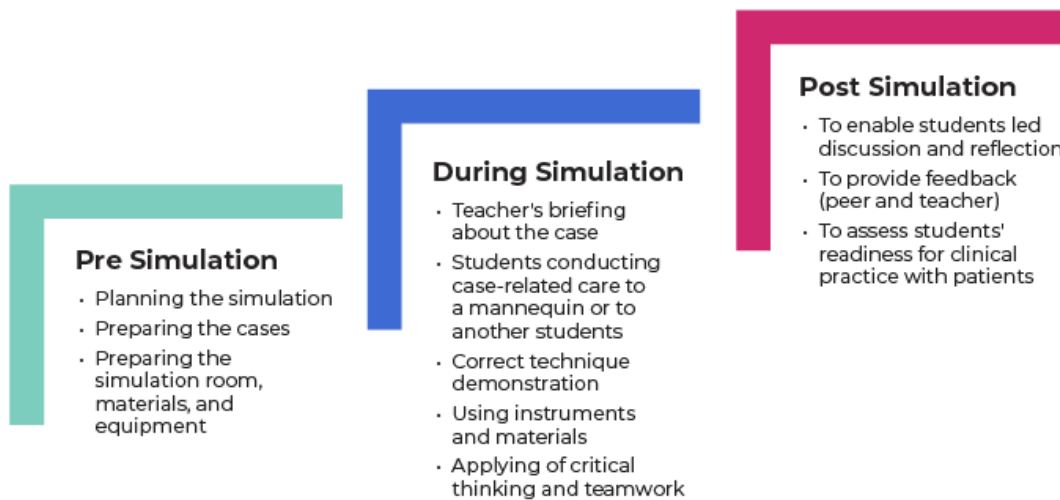 Pre Simulation
· Planning the simulation
· Preparing the cases
· Preparing the
simulation room,
materials, and
equipment
During Simulation
· Teacher's briefing
about the case
· Students conducting
case-related care to
a mannequin or to
another students
· Correct technique
demonstration
· Using instruments
and materials
· Applying of critical
thinking and teamwork
Post Simulation
· To enable students led
discussion and reflection
· To provide feedback
(peer and teacher)
· To assess students'
readiness for clinical
practice with patients